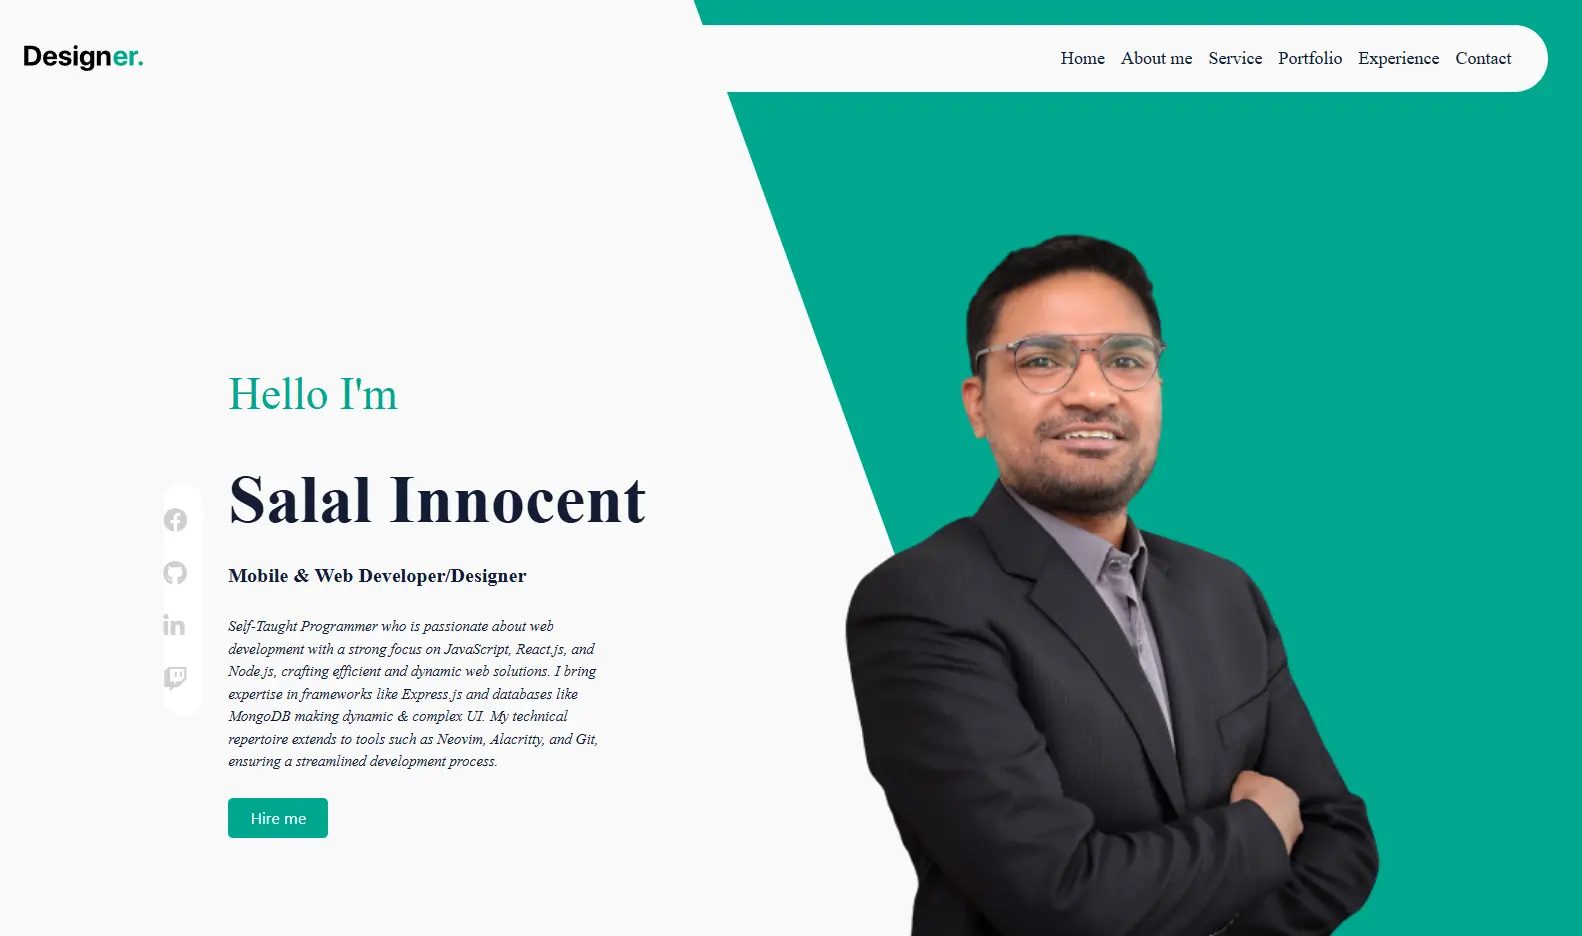 Designer.
Home About me Service Portfolio Experience Contact
Hello I'm
Salal Innocent
Mobile & Web Developer/Designer
Self-Taught Programmer who is passionate about web
development with a strong focus on JavaScript, React.js, and
Node.js, crafting efficient and dynamic web solutions. I bring
expertise in frameworks like Express.js and databases like
MongoDB making dynamic & complex UI. My technical
repertoire extends to tools such as Neovim, Alacritty, and Git,
ensuring a streamlined development process.
Hire me